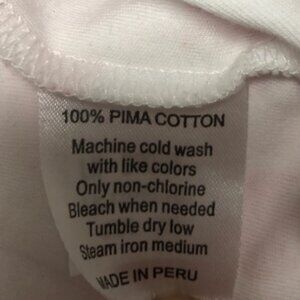 100% PIMA COTTON
Machine cold wash
with like colors
Only non-chlorine
Bleach when needed
Tumble dry low
Steam iron medium
MADE IN PERU